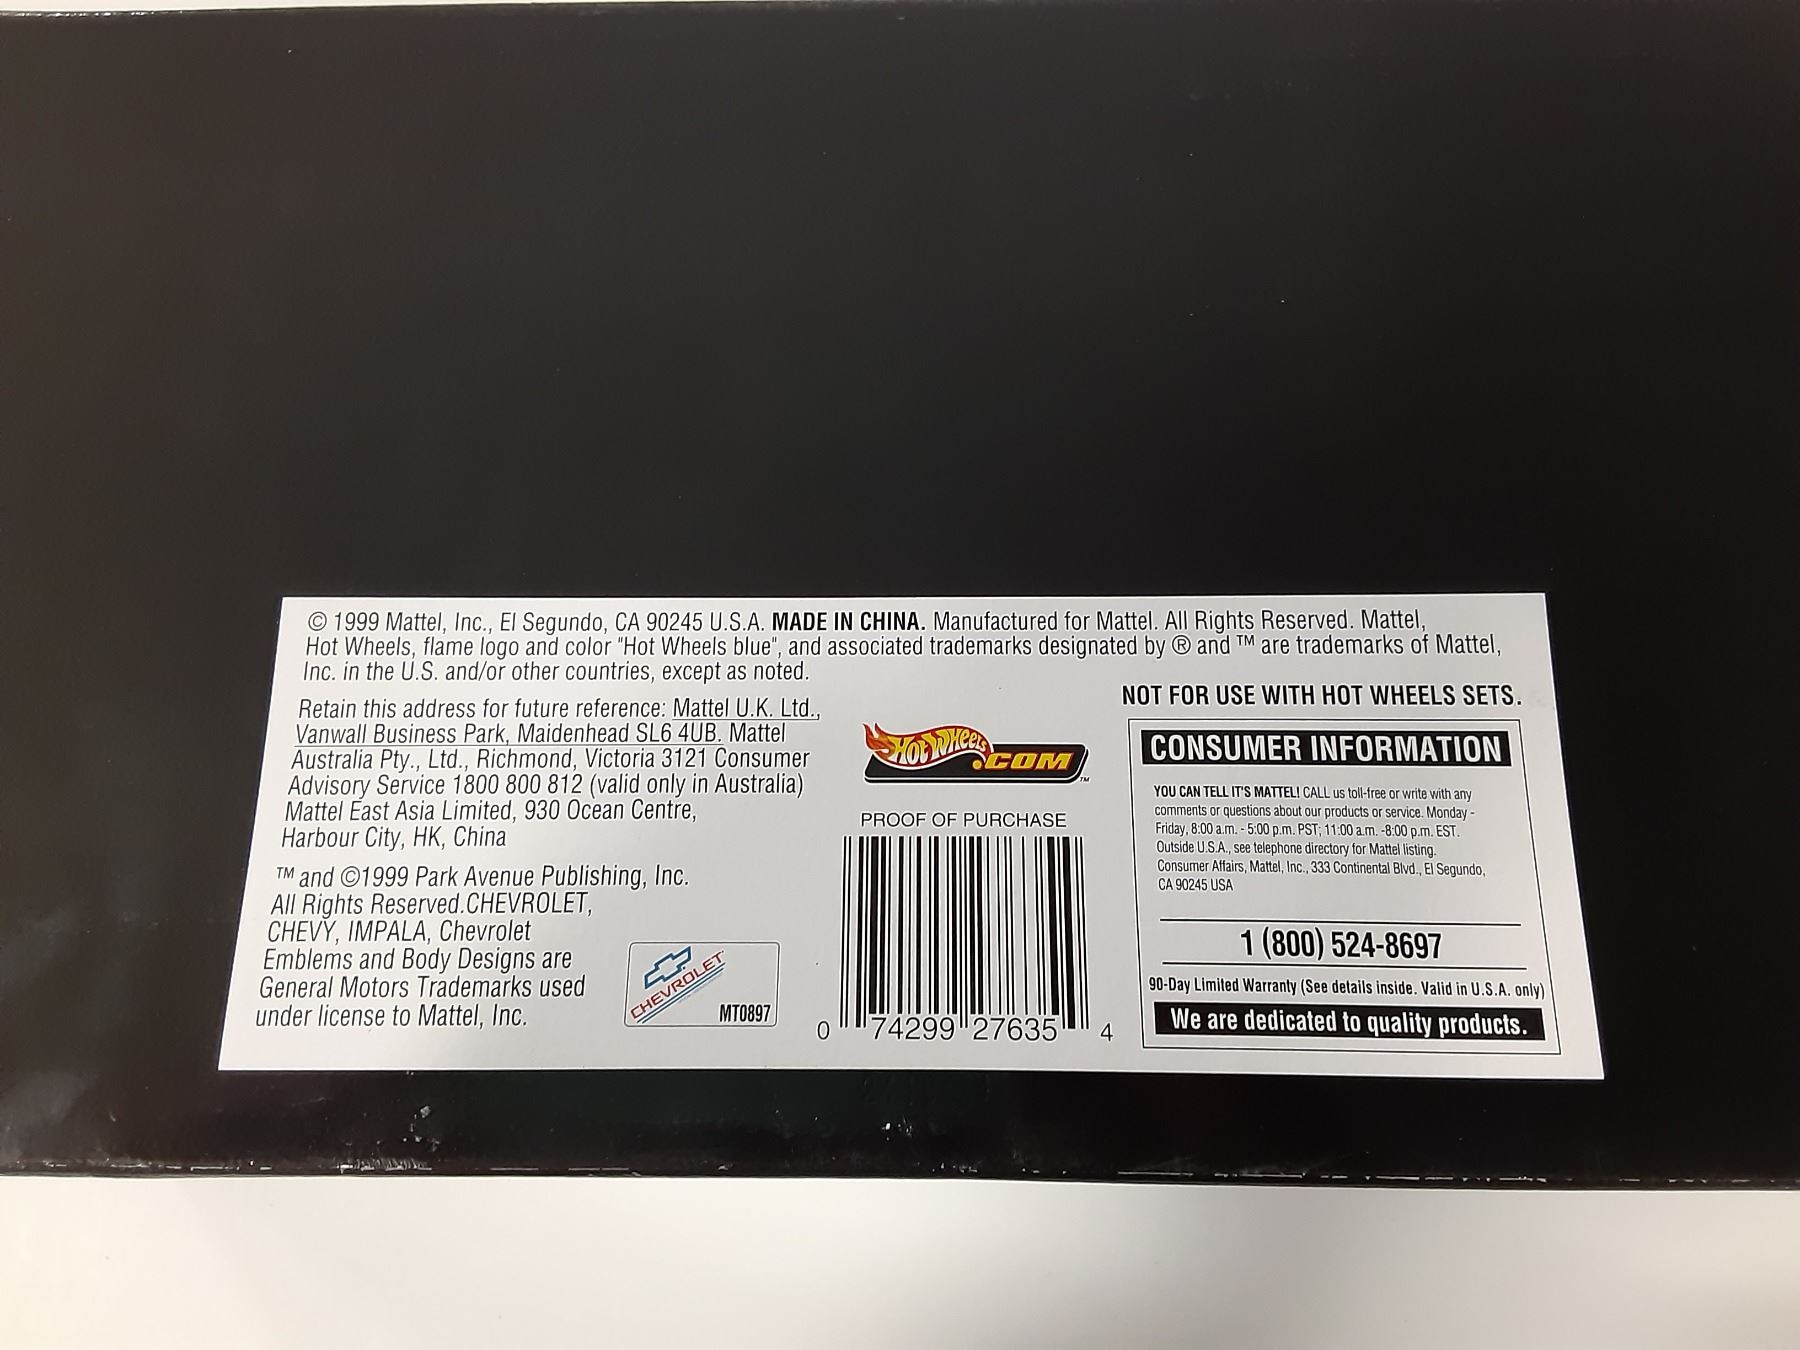 © 1999 Mattel, Inc., El Segundo, CA 90245 U.S.A. MADE IN CHINA. Manufactured for Mattel. All Rights Reserved. Mattel,
Hot Wheels, flame logo and color "Hot Wheels blue", and associated trademarks designated by ® and ™ are trademarks of Mattel,
Inc. in the U.S. and/or other countries, except as noted.
Retain this address for future reference: Mattel U.K. Ltd.,
Vanwall Business Park, Maidenhead SL6 4UB. Mattel
Australia Pty., Ltd., Richmond, Victoria 3121 Consumer
Advisory Service 1800 800 812 (valid only in Australia)
Mattel East Asia Limited, 930 Ocean Centre,
Harbour City, HK, China
™ and ©1999 Park Avenue Publishing, Inc.
All Rights Reserved.CHEVROLET,
CHEVY, IMPALA, Chevrolet
Emblems and Body Designs are
General Motors Trademarks used
under license to Mattel, Inc.
CHEVROLET
MT0897
Hot Wheels
.COM™
PROOF OF PURCHASE
0 74299 27635 4
NOT FOR USE WITH HOT WHEELS SETS.
CONSUMER INFORMATION
YOU CAN TELL IT'S MATTEL! CALL us toll-free or write with any
comments or questions about our products or service. Monday -
Friday, 8:00 a.m. - 5:00 p.m. PST; 11:00 a.m. -8:00 p.m. EST.
Outside U.S.A., see telephone directory for Mattel listing.
Consumer Affairs, Mattel, Inc., 333 Continental Blvd., El Segundo,
CA 90245 USA
1 (800) 524-8697
90-Day Limited Warranty (See details inside. Valid in U.S.A. only)
We are dedicated to quality products.